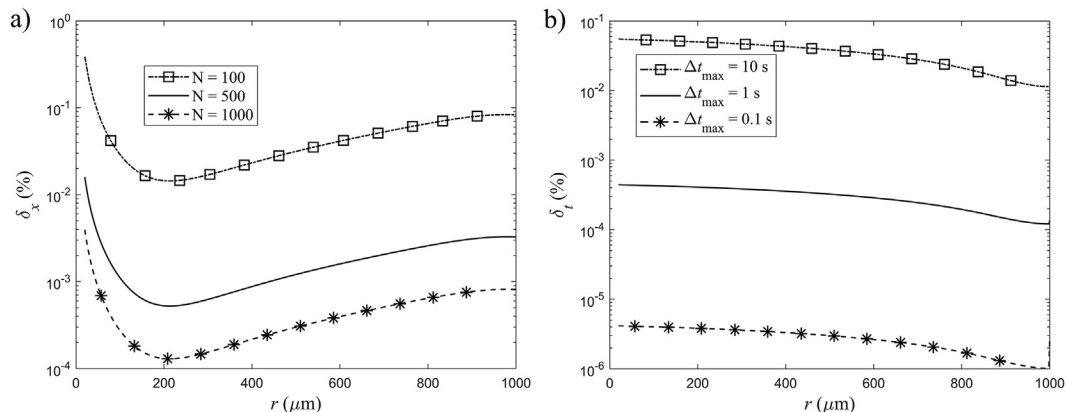 a)
10^0
10^-1
10^-2
10^-3
10^-4
δ_x (%)
N = 100
N = 500
N = 1000
0 200 400 600 800 1000
r (μm)
b)
10^-1
10^-2
10^-3
10^-4
10^-5
10^-6
δ_t (%)
Δt_max = 10 s
Δt_max = 1 s
Δt_max = 0.1 s
0 200 400 600 800 1000
r (μm)